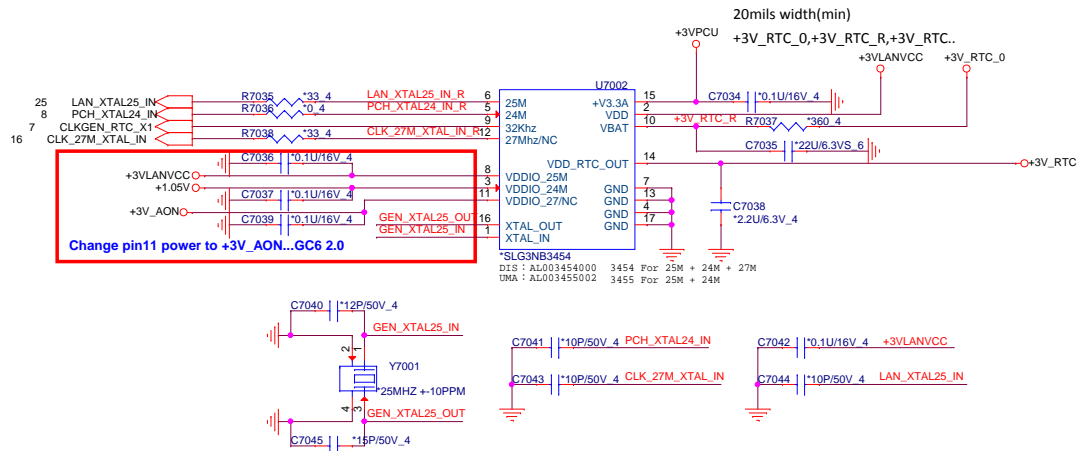 20mils width(min)
+3V_RTC_0,+3V_RTC_R,+3V_RTC..
+3VPCU
+3VLANVCC
+3V_RTC_0
U7002
25 LAN_XTAL25_IN R7035 *33_4 LAN_XTAL25_IN_R 6 25M
8 PCH_XTAL24_IN R7036 *0_4 PCH_XTAL24_IN_R 5 24M
7 CLKGEN_RTC_X1 9 32Khz
16 CLK_27M_XTAL_IN R7038 *33_4 CLK_27M_XTAL_IN_R 12 27Mhz/NC
+V3.3A 15 C7034 *0.1U/16V_4
VDD 2
VBAT 10 +3V_RTC_R R7037 *360_4
C7035 *22U/6.3VS_6
VDD_RTC_OUT 14 +3V_RTC
C7036 *0.1U/16V_4
+3VLANVCC 8 VDDIO_25M
+1.05V 3 VDDIO_24M
C7037 *0.1U/16V_4 11 VDDIO_27/NC
+3V_AON
C7039 *0.1U/16V_4
GEN_XTAL25_OUT 16 XTAL_OUT
GEN_XTAL25_IN 1 XTAL_IN
GND 7
GND 13
GND 4
GND 17
C7038
*2.2U/6.3V_4
Change pin11 power to +3V_AON...GC6 2.0
*SLG3NB3454
DIS : AL003454000 3454 For 25M + 24M + 27M
UMA : AL003455002 3455 For 25M + 24M
C7040 *12P/50V_4
GEN_XTAL25_IN
2 1
Y7001
*25MHZ +-10PPM
4 3
GEN_XTAL25_OUT
C7045 *15P/50V_4
C7041 *10P/50V_4 PCH_XTAL24_IN
C7043 *10P/50V_4 CLK_27M_XTAL_IN
C7042 *0.1U/16V_4 +3VLANVCC
C7044 *10P/50V_4 LAN_XTAL25_IN